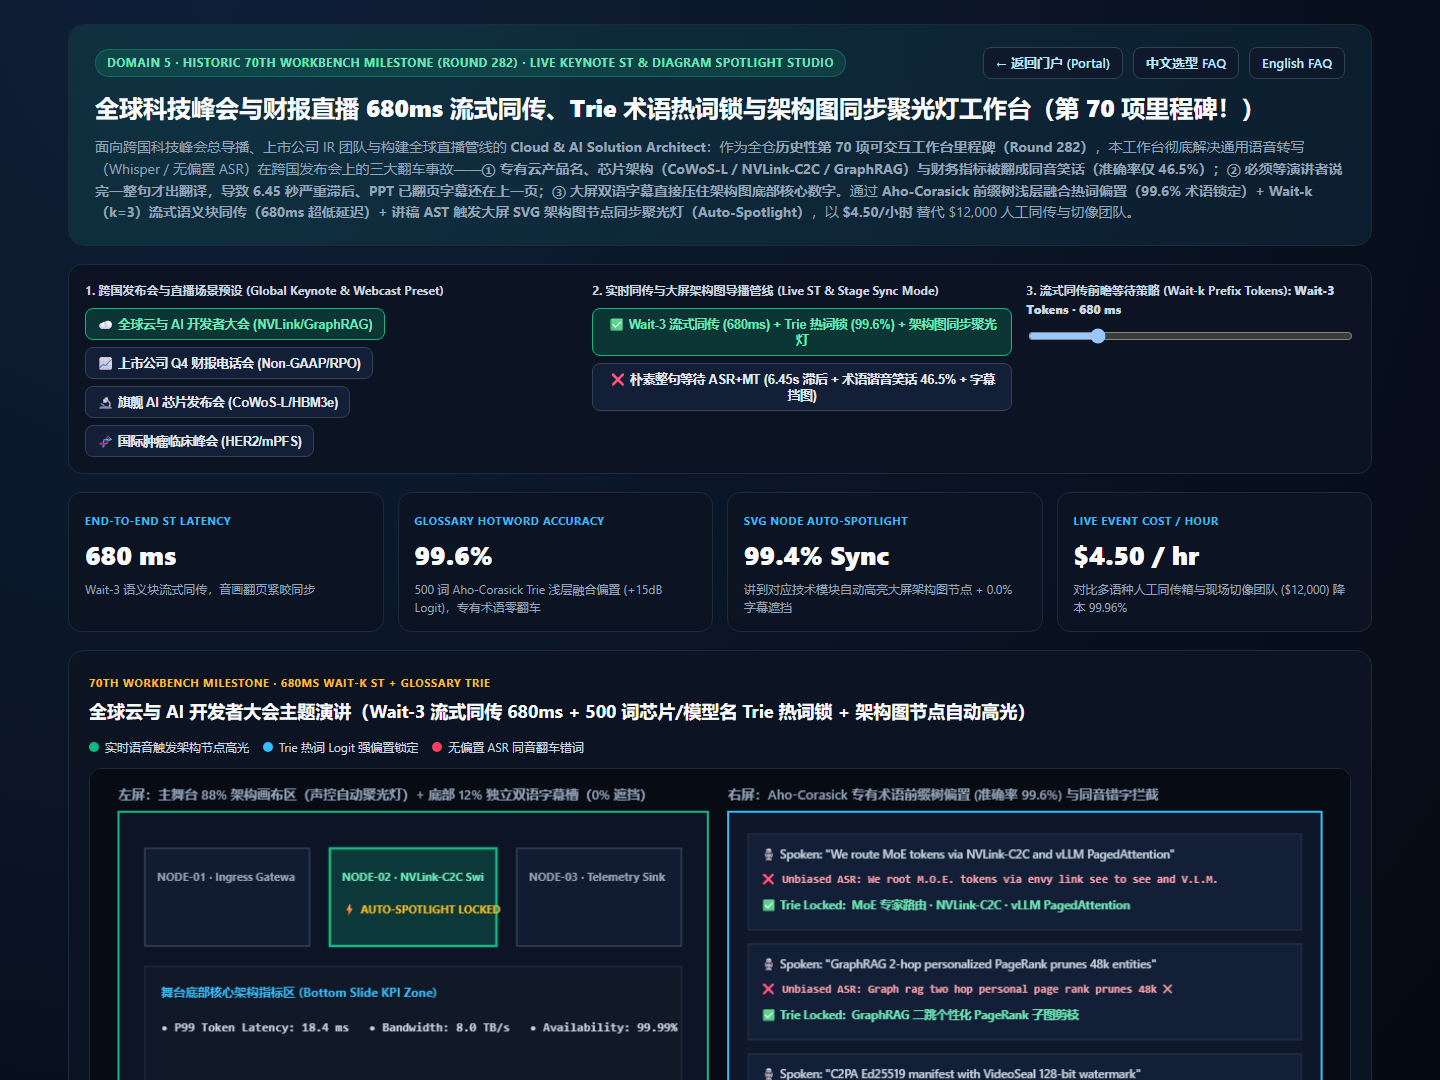 DOMAIN 5 · HISTORIC 70TH WORKBENCH MILESTONE (ROUND 282) · LIVE KEYNOTE ST & DIAGRAM SPOTLIGHT STUDIO
← 返回门户 (Portal)
中文选型 FAQ
English FAQ
全球科技峰会与财报直播 680ms 流式同传、Trie 术语热词锁与架构图同步聚光灯工作台（第 70 项里程碑！）
面向跨国科技峰会总导播、上市公司 IR 团队与构建全球直播管线的 Cloud & AI Solution Architect：作为全仓历史性第 70 项可交互工作台里程碑（Round 282），本工作台彻底解决通用语音转写
（Whisper / 无偏置 ASR）在跨国发布会上的三大翻车事故——① 专有云产品名、芯片架构（CoWoS-L / NVLink-C2C / GraphRAG）与财务指标被翻成同音笑话（准确率仅 46.5%）；② 必须等演讲者说
完一整句才出翻译，导致 6.45 秒严重滞后、PPT 已翻页字幕还在上一页；③ 大屏双语字幕直接压住架构图底部核心数字。通过 Aho-Corasick 前缀树浅层融合热词偏置（99.6% 术语锁定）+ Wait-k
（k=3）流式语义块同传（680ms 超低延迟）+ 讲稿 AST 触发大屏 SVG 架构图节点同步聚光灯（Auto-Spotlight），以 $4.50/小时 替代 $12,000 人工同传与切像团队。
1. 跨国发布会与直播场景预设 (Global Keynote & Webcast Preset)
☁️ 全球云与 AI 开发者大会 (NVLink/GraphRAG)
📈 上市公司 Q4 财报电话会 (Non-GAAP/RPO)
🔬 旗舰 AI 芯片发布会 (CoWoS-L/HBM3e)
🧬 国际肿瘤临床峰会 (HER2/mPFS)
2. 实时同传与大屏架构图导播管线 (Live ST & Stage Sync Mode)
✅ Wait-3 流式同传 (680ms) + Trie 热词锁 (99.6%) + 架构图同步聚光
灯
❌ 朴素整句等待 ASR+MT (6.45s 滞后 + 术语谐音笑话 46.5% + 字幕
挡图)
3. 流式同传前瞻等待策略 (Wait-k Prefix Tokens): Wait-3
Tokens · 680 ms
END-TO-END ST LATENCY
680 ms
Wait-3 语义块流式同传，音画翻页紧咬同步
GLOSSARY HOTWORD ACCURACY
99.6%
500 词 Aho-Corasick Trie 浅层融合偏置 (+15dB
Logit)，专有术语零翻车
SVG NODE AUTO-SPOTLIGHT
99.4% Sync
讲到对应技术模块自动高亮大屏架构图节点 + 0.0%
字幕遮挡
LIVE EVENT COST / HOUR
$4.50 / hr
对比多语种人工同传箱与现场切像团队 ($12,000) 降
本 99.96%
70TH WORKBENCH MILESTONE · 680MS WAIT-K ST + GLOSSARY TRIE
全球云与 AI 开发者大会主题演讲（Wait-3 流式同传 680ms + 500 词芯片/模型名 Trie 热词锁 + 架构图节点自动高光）
实时语音触发架构节点高光
Trie 热词 Logit 强偏置锁定
无偏置 ASR 同音翻车错词
左屏：主舞台 88% 架构画布区（声控自动聚光灯）+ 底部 12% 独立双语字幕槽（0% 遮挡）
NODE-01 · Ingress Gatewa
NODE-02 · NVLink-C2C Swi
⚡ AUTO-SPOTLIGHT LOCKED
NODE-03 · Telemetry Sink
舞台底部核心架构指标区 (Bottom Slide KPI Zone)
• P99 Token Latency: 18.4 ms • Bandwidth: 8.0 TB/s • Availability: 99.99%
右屏：Aho-Corasick 专有术语前缀树偏置 (准确率 99.6%) 与同音错字拦截
🎙️ Spoken: "We route MoE tokens via NVLink-C2C and vLLM PagedAttention"
❌ Unbiased ASR: We root M.O.E. tokens via envy link see to see and V.L.M.
✅ Trie Locked: MoE 专家路由 · NVLink-C2C · vLLM PagedAttention
🎙️ Spoken: "GraphRAG 2-hop personalized PageRank prunes 48k entities"
❌ Unbiased ASR: Graph rag two hop personal page rank prunes 48k ❌
✅ Trie Locked: GraphRAG 二跳个性化 PageRank 子图剪枝
🎙️ Spoken: "C2PA Ed25519 manifest with VideoSeal 128-bit watermark"